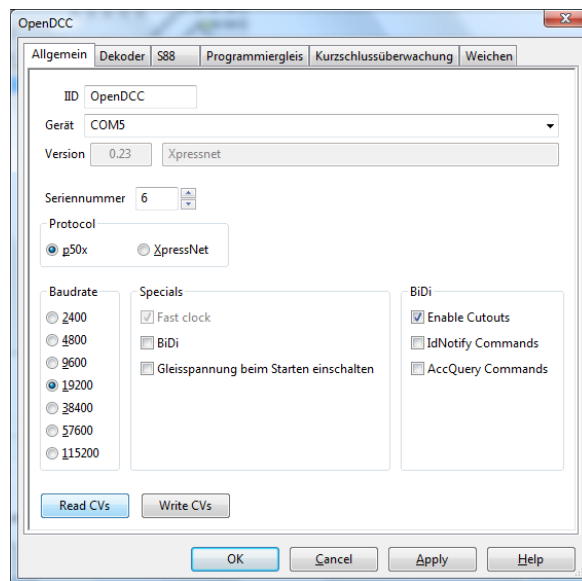 OpenDCC
Allgemein Dekoder S88 Programmiergleis Kurzschlussüberwachung Weichen
IID OpenDCC
Gerät COM5
Version 0.23 Xpressnet
Seriennummer 6
Protocol
p50x XpressNet
Baudrate Specials BiDi
2400 Fast clock Enable Cutouts
4800 BiDi IdNotify Commands
9600 Gleisspannung beim Starten einschalten AccQuery Commands
19200
38400
57600
115200
Read CVs Write CVs
OK Cancel Apply Help